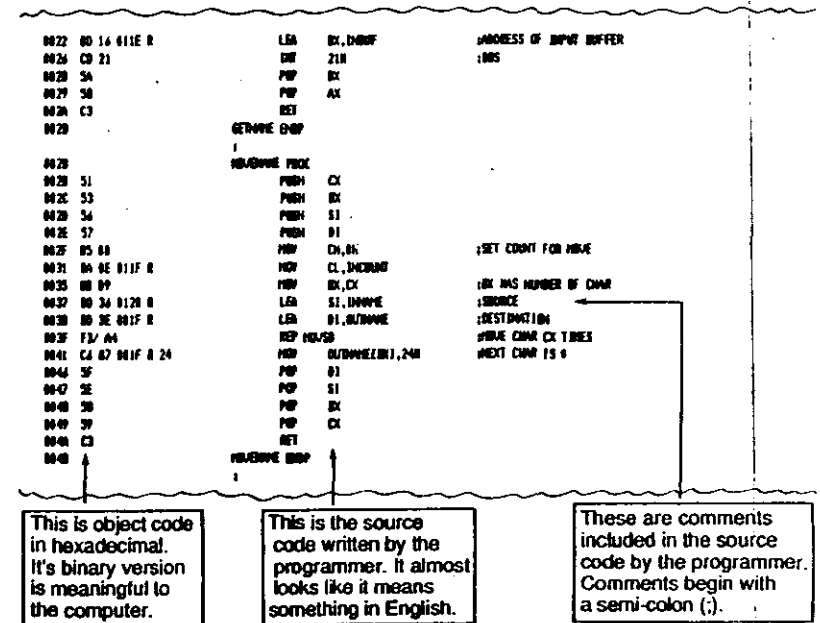 0022 8D 16 011E R LEA DX,INBUF ;ADDRESS OF INPUT BUFFER
0026 CD 21 INT 21H ;DOS
0028 5A POP DX
0029 58 POP AX
002A C3 RET
002B GETNAME ENDP
;
002B MOVENAME PROC
002B 51 PUSH CX
002C 53 PUSH BX
002D 56 PUSH SI
002E 57 PUSH DI
002F B5 00 MOV CH,0H ;SET COUNT FOR MOVE
0031 8A 0E 011F R MOV CL,INCOUNT
0035 8B D9 MOV BX,CX ;BX HAS NUMBER OF CHAR
0037 8D 36 0120 R LEA SI,INNAME ;SOURCE
003B 8D 3E 001F R LEA DI,OUTNAME ;DESTINATION
003F F3/ A4 REP MOVSB ;MOVE CHAR CX TIMES
0041 C6 87 001F R 24 MOV OUTNAME[BX],24H ;NEXT CHAR IS $
0046 5F POP DI
0047 5E POP SI
0048 5B POP BX
0049 59 POP CX
004A C3 RET
004B MOVENAME ENDP
;
This is object code
in hexadecimal.
It's binary version
is meaningful to
the computer.
This is the source
code written by the
programmer. It almost
looks like it means
something in English.
These are comments
included in the source
code by the programmer.
Comments begin with
a semi-colon (;).